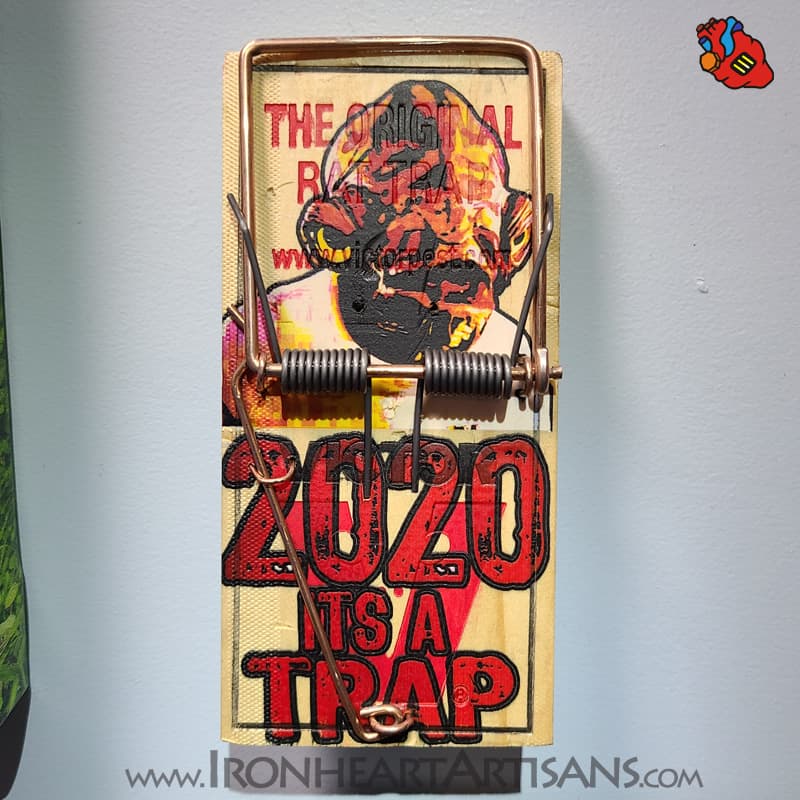 THE ORIGINAL
RAT TRAP
www.victorpest.com
2020
ITS A
TRAP
®
www.IronheartArtisans.com